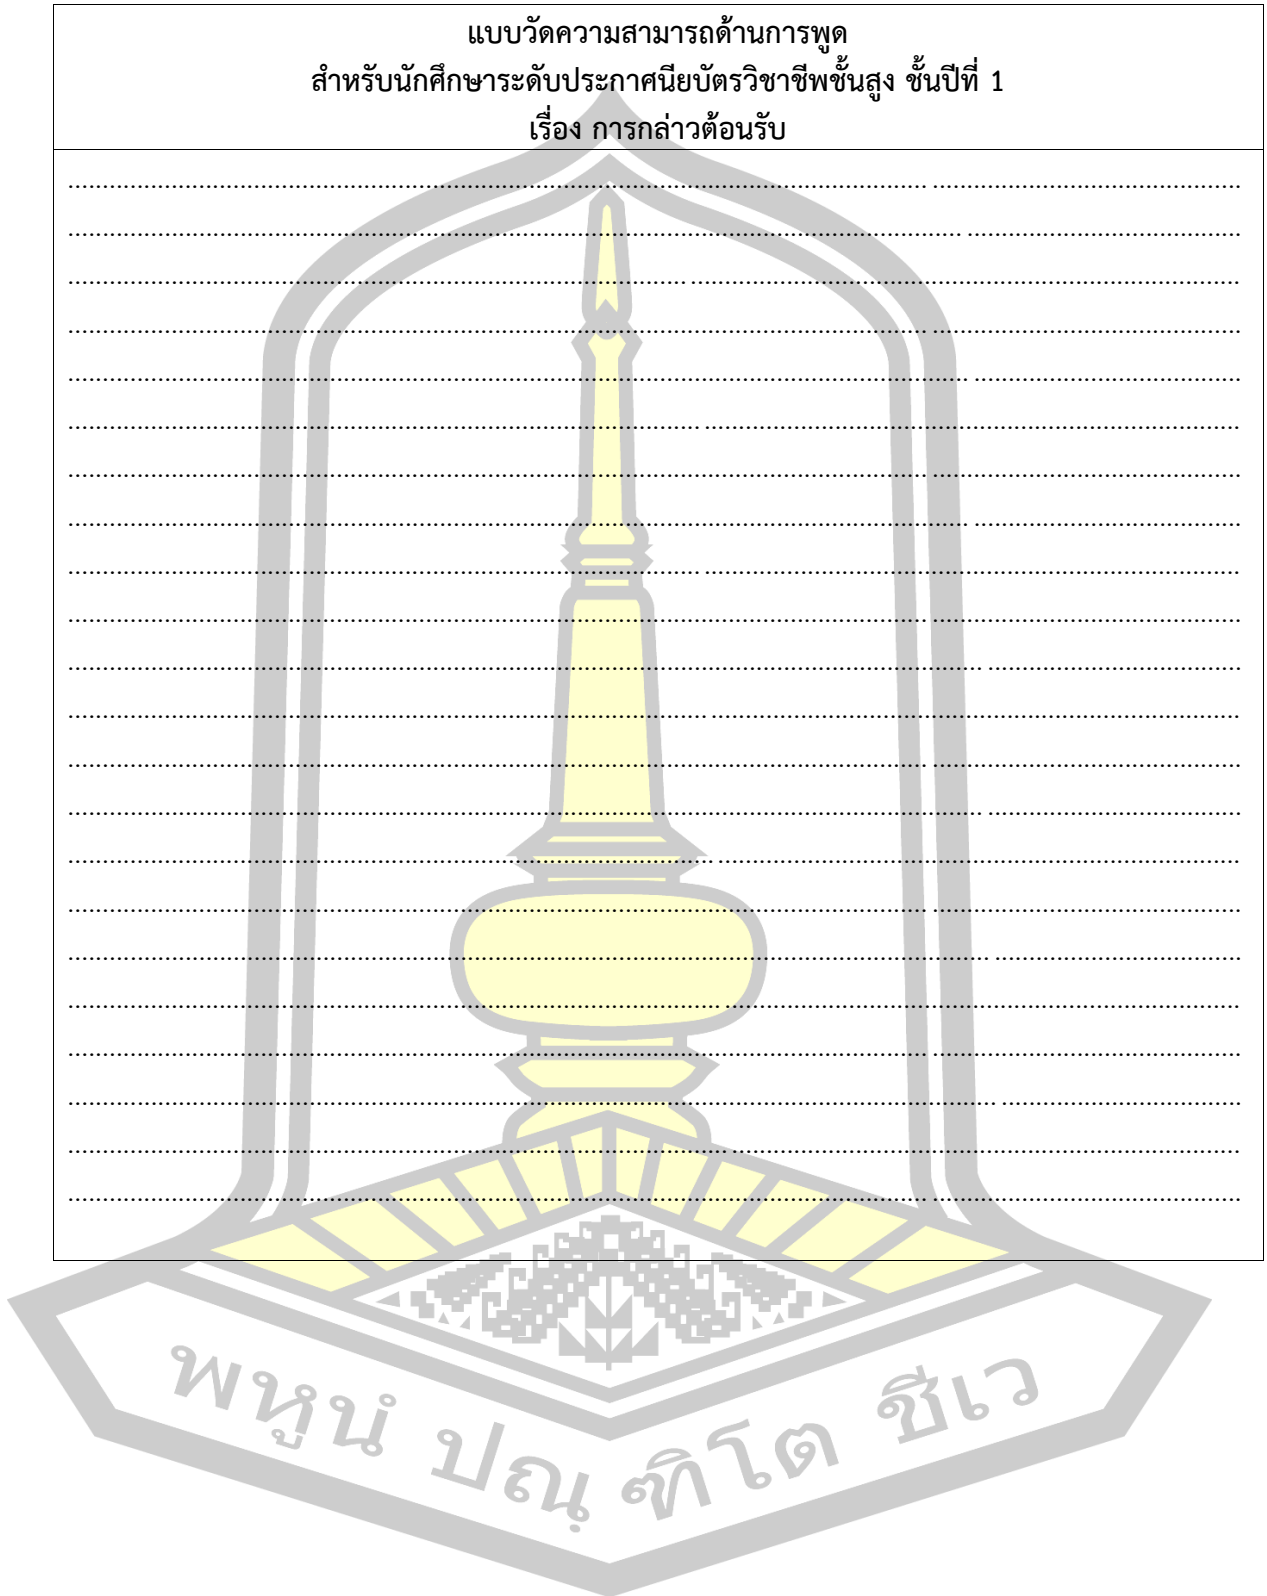 แบบวัดความสามารถด้านการพูด
สำหรับนักศึกษาระดับประกาศนียบัตรวิชาชีพชั้นสูง ชั้นปีที่ 1
เรื่อง การกล่าวต้อนรับ
พหูนํ ปณฺฑิโต ชีเว